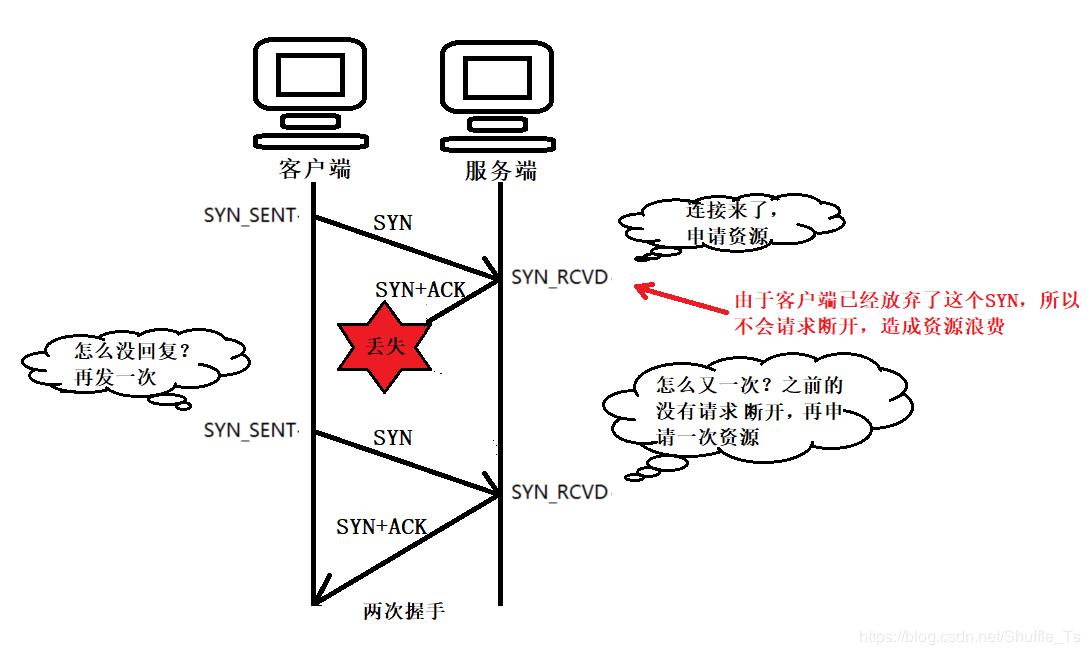 客户端
服务端
SYN_SENT
SYN
连接来了，
申请资源
SYN+ACK
SYN_RCVD
由于客户端已经放弃了这个SYN，所以
不会请求断开，造成资源浪费
丢失
怎么没回复？
再发一次
怎么又一次？之前的
没有请求 断开，再申
请一次资源
SYN_SENT
SYN
SYN_RCVD
SYN+ACK
两次握手
https://blog.csdn.net/Shuffle_Ts